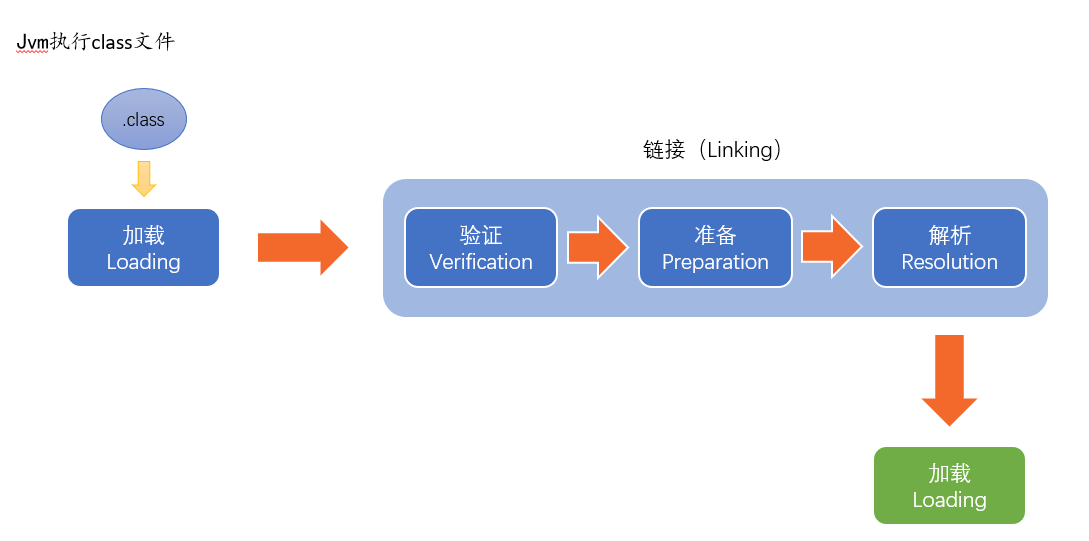 Jvm执行class文件
.class
链接（Linking）
加载
Loading
验证
Verification
准备
Preparation
解析
Resolution
加载
Loading